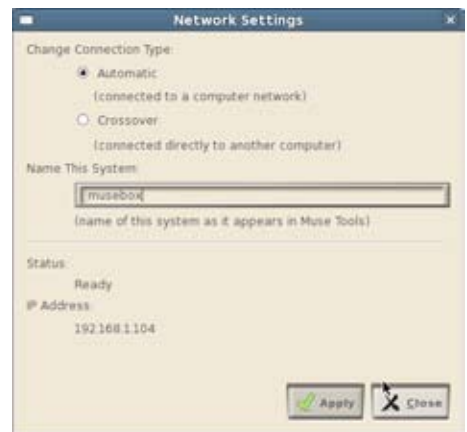 Network Settings
Change Connection Type:
Automatic
(connected to a computer network)
Crossover
(connected directly to another computer)
Name This System
musebox
(name of this system as it appears in Muse Tools)
Status:
Ready
IP Address:
192.168.1.104
Apply
Close